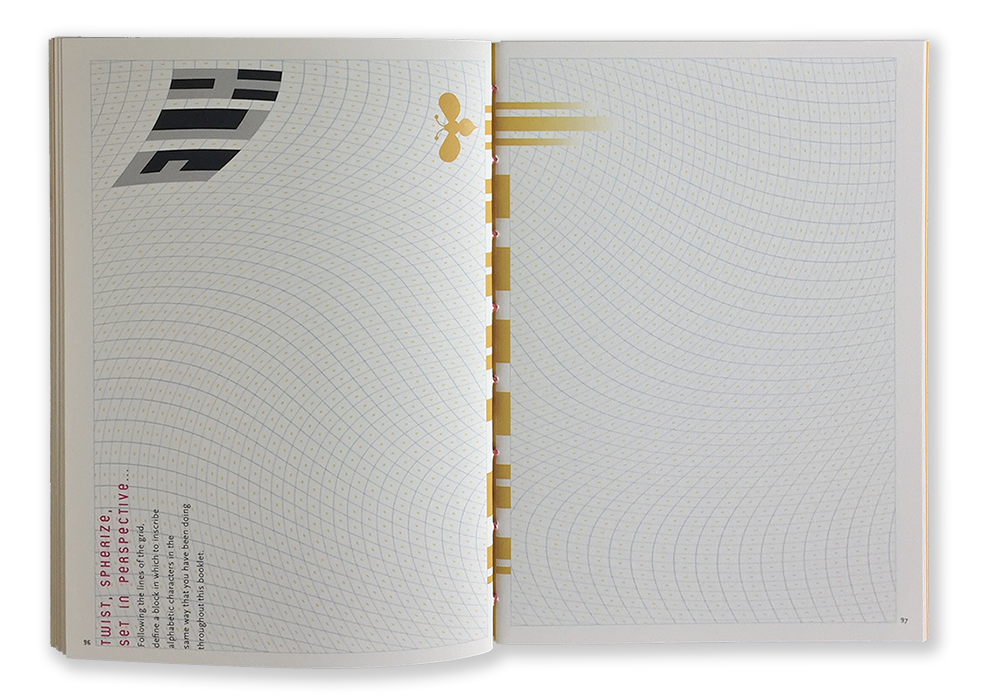 TWIST, SPHERIZE,
SET IN PERSPECTIVE...
Following the lines of the grid,
define a block in which to inscribe
alphabetic characters in the
same way that you have been doing
throughout this booklet.
96
97